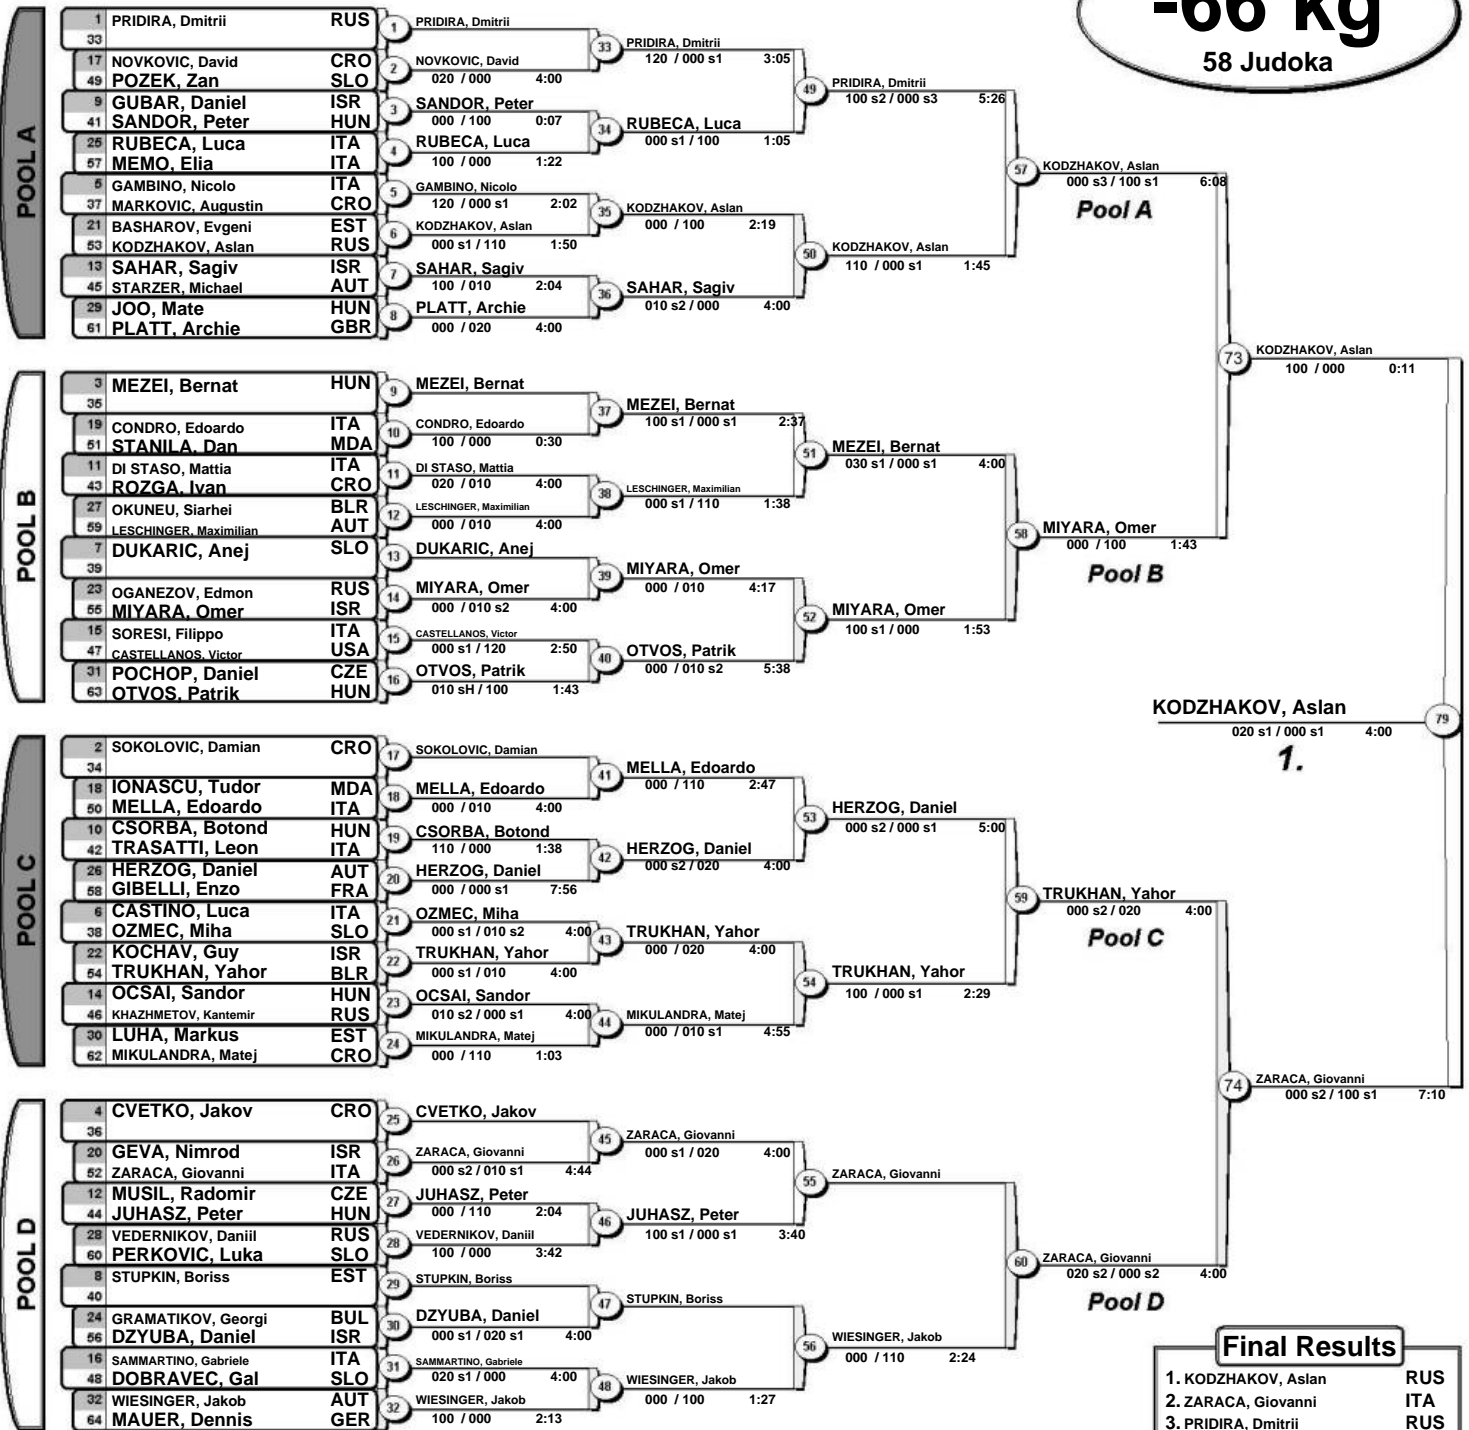 -66 kg
58 Judoka
POOL A
1 PRIDIRA, Dmitrii RUS
33
17 NOVKOVIC, David CRO
49 POZEK, Zan SLO
9 GUBAR, Daniel ISR
41 SANDOR, Peter HUN
25 RUBECA, Luca ITA
57 MEMO, Elia ITA
5 GAMBINO, Nicolo ITA
37 MARKOVIC, Augustin CRO
21 BASHAROV, Evgeni EST
53 KODZHAKOV, Aslan RUS
13 SAHAR, Sagiv ISR
45 STARZER, Michael AUT
29 JOO, Mate HUN
61 PLATT, Archie GBR
1 PRIDIRA, Dmitrii
2 NOVKOVIC, David
020 / 000 4:00
3 SANDOR, Peter
000 / 100 0:07
4 RUBECA, Luca
100 / 000 1:22
5 GAMBINO, Nicolo
120 / 000 s1 2:02
6 KODZHAKOV, Aslan
000 s1 / 110 1:50
7 SAHAR, Sagiv
100 / 010 2:04
8 PLATT, Archie
000 / 020 4:00
33 PRIDIRA, Dmitrii
120 / 000 s1 3:05
34 RUBECA, Luca
000 s1 / 100 1:05
35 KODZHAKOV, Aslan
000 / 100 2:19
36 SAHAR, Sagiv
010 s2 / 000 4:00
49 PRIDIRA, Dmitrii
100 s2 / 000 s3 5:26
50 KODZHAKOV, Aslan
110 / 000 s1 1:45
57 KODZHAKOV, Aslan
000 s3 / 100 s1 6:08
Pool A
POOL B
3 MEZEI, Bernat HUN
35
19 CONDRO, Edoardo ITA
51 STANILA, Dan MDA
11 DI STASO, Mattia ITA
43 ROZGA, Ivan CRO
27 OKUNEU, Siarhei BLR
59 LESCHINGER, Maximilian AUT
7 DUKARIC, Anej SLO
39
23 OGANEZOV, Edmon RUS
55 MIYARA, Omer ISR
15 SORESI, Filippo ITA
47 CASTELLANOS, Victor USA
31 POCHOP, Daniel CZE
63 OTVOS, Patrik HUN
9 MEZEI, Bernat
10 CONDRO, Edoardo
100 / 000 0:30
11 DI STASO, Mattia
020 / 010 4:00
12 LESCHINGER, Maximilian
000 / 010 4:00
13 DUKARIC, Anej
14 MIYARA, Omer
000 / 010 s2 4:00
15 CASTELLANOS, Victor
000 s1 / 120 2:50
16 OTVOS, Patrik
010 sH / 100 1:43
37 MEZEI, Bernat
100 s1 / 000 s1 2:37
38 LESCHINGER, Maximilian
000 s1 / 110 1:38
39 MIYARA, Omer
000 / 010 4:17
40 OTVOS, Patrik
000 / 010 s2 5:38
51 MEZEI, Bernat
030 s1 / 000 s1 4:00
52 MIYARA, Omer
100 s1 / 000 1:53
58 MIYARA, Omer
000 / 100 1:43
Pool B
73 KODZHAKOV, Aslan
100 / 000 0:11
KODZHAKOV, Aslan 79
020 s1 / 000 s1 4:00
1.
POOL C
2 SOKOLOVIC, Damian CRO
34
18 IONASCU, Tudor MDA
50 MELLA, Edoardo ITA
10 CSORBA, Botond HUN
42 TRASATTI, Leon ITA
26 HERZOG, Daniel AUT
58 GIBELLI, Enzo FRA
6 CASTINO, Luca ITA
38 OZMEC, Miha SLO
22 KOCHAV, Guy ISR
54 TRUKHAN, Yahor BLR
14 OCSAI, Sandor HUN
46 KHAZHMETOV, Kantemir RUS
30 LUHA, Markus EST
62 MIKULANDRA, Matej CRO
17 SOKOLOVIC, Damian
18 MELLA, Edoardo
000 / 010 4:00
19 CSORBA, Botond
110 / 000 1:38
20 HERZOG, Daniel
000 / 000 s1 7:56
21 OZMEC, Miha
000 s1 / 010 s2 4:00
22 TRUKHAN, Yahor
000 s1 / 010 4:00
23 OCSAI, Sandor
010 s2 / 000 s1 4:00
24 MIKULANDRA, Matej
000 / 110 1:03
41 MELLA, Edoardo
000 / 110 2:47
42 HERZOG, Daniel
000 s2 / 020 4:00
43 TRUKHAN, Yahor
000 / 020 4:00
44 MIKULANDRA, Matej
000 / 010 s1 4:55
53 HERZOG, Daniel
000 s2 / 000 s1 5:00
54 TRUKHAN, Yahor
100 / 000 s1 2:29
59 TRUKHAN, Yahor
000 s2 / 020 4:00
Pool C
POOL D
4 CVETKO, Jakov CRO
36
20 GEVA, Nimrod ISR
52 ZARACA, Giovanni ITA
12 MUSIL, Radomir CZE
44 JUHASZ, Peter HUN
28 VEDERNIKOV, Daniil RUS
60 PERKOVIC, Luka SLO
8 STUPKIN, Boriss EST
40
24 GRAMATIKOV, Georgi BUL
56 DZYUBA, Daniel ISR
16 SAMMARTINO, Gabriele ITA
48 DOBRAVEC, Gal SLO
32 WIESINGER, Jakob AUT
64 MAUER, Dennis GER
25 CVETKO, Jakov
26 ZARACA, Giovanni
000 s2 / 010 s1 4:44
27 JUHASZ, Peter
000 / 110 2:04
28 VEDERNIKOV, Daniil
100 / 000 3:42
29 STUPKIN, Boriss
30 DZYUBA, Daniel
000 s1 / 020 s1 4:00
31 SAMMARTINO, Gabriele
020 s1 / 000 4:00
32 WIESINGER, Jakob
100 / 000 2:13
45 ZARACA, Giovanni
000 s1 / 020 4:00
46 JUHASZ, Peter
100 s1 / 000 s1 3:40
47 STUPKIN, Boriss
48 WIESINGER, Jakob
000 / 100 1:27
55 ZARACA, Giovanni
56 WIESINGER, Jakob
000 / 110 2:24
60 ZARACA, Giovanni
020 s2 / 000 s2 4:00
Pool D
74 ZARACA, Giovanni
000 s2 / 100 s1 7:10
Final Results
1. KODZHAKOV, Aslan RUS
2. ZARACA, Giovanni ITA
3. PRIDIRA, Dmitrii RUS